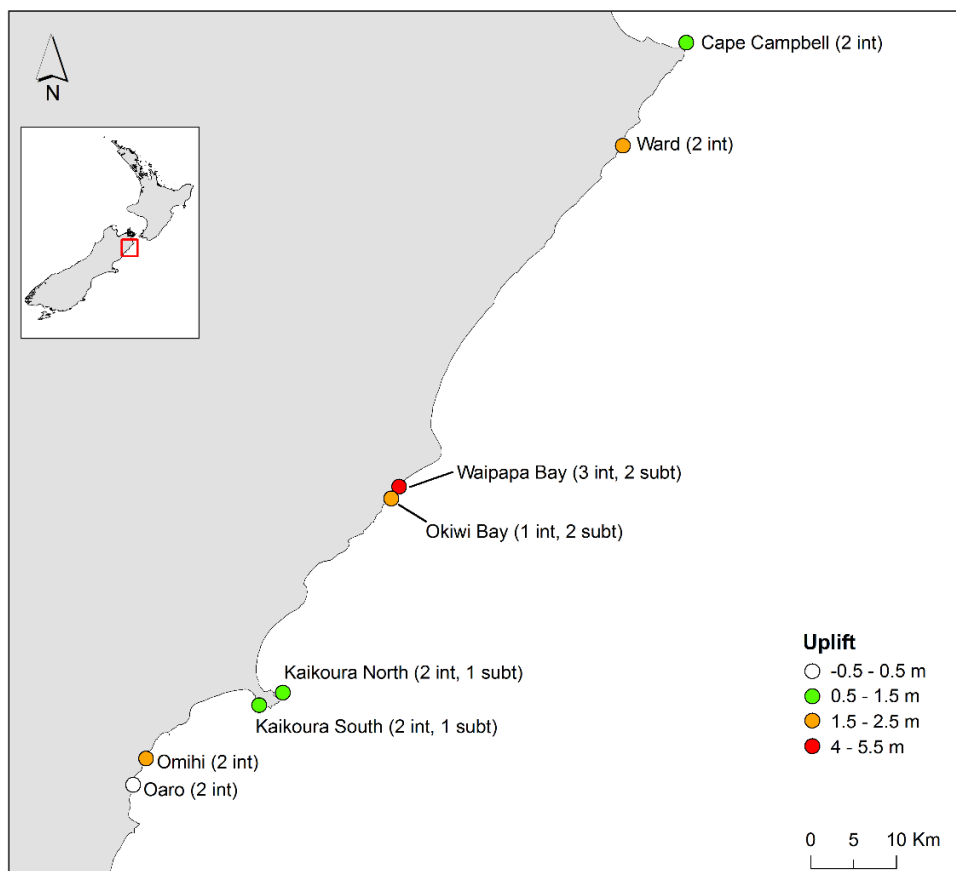 Cape Campbell (2 int)
N
Ward (2 int)
Waipapa Bay (3 int, 2 subt)
Okiwi Bay (1 int, 2 subt)
Uplift
-0.5 - 0.5 m
0.5 - 1.5 m
1.5 - 2.5 m
4 - 5.5 m
Kaikoura North (2 int, 1 subt)
Kaikoura South (2 int, 1 subt)
Omihi (2 int)
Oaro (2 int)
0 5 10 Km